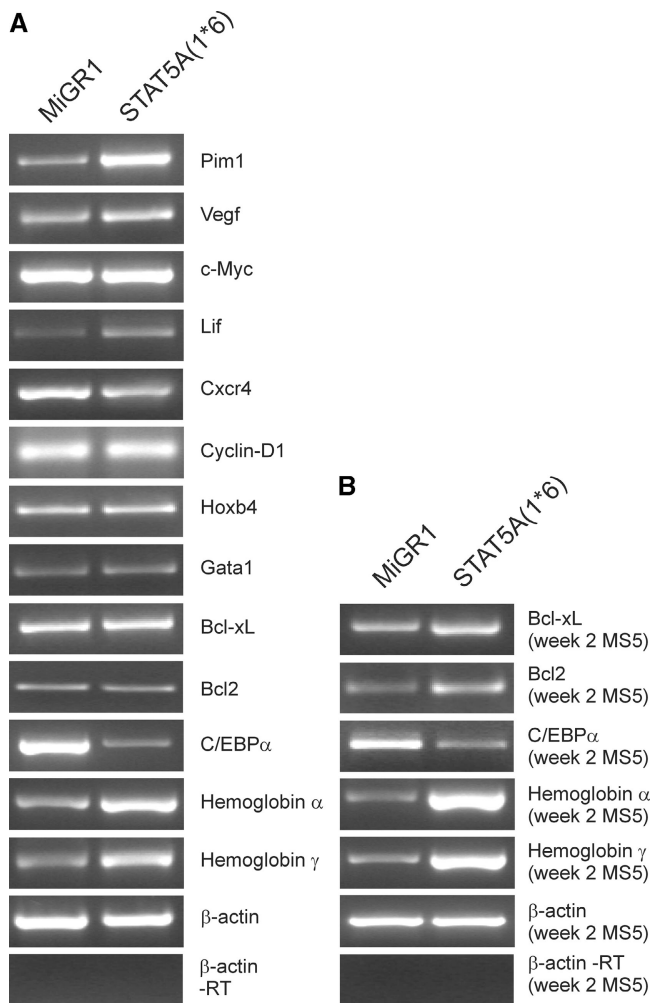 A
MiGR1
STAT5A(1*6)
Pim1
Vegf
c-Myc
Lif
Cxcr4
Cyclin-D1
Hoxb4
Gata1
Bcl-xL
Bcl2
C/EBPα
Hemoglobin α
Hemoglobin γ
β-actin
β-actin
-RT
B
MiGR1
STAT5A(1*6)
Bcl-xL
(week 2 MS5)
Bcl2
(week 2 MS5)
C/EBPα
(week 2 MS5)
Hemoglobin α
(week 2 MS5)
Hemoglobin γ
(week 2 MS5)
β-actin
(week 2 MS5)
β-actin -RT
(week 2 MS5)